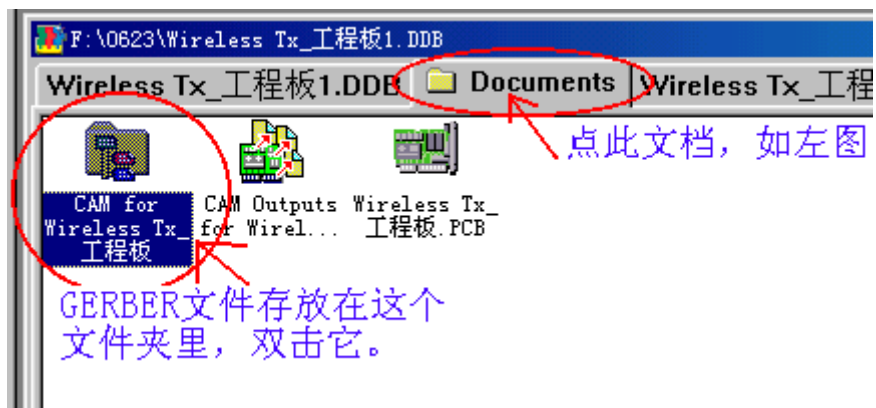 F:\0623\Wireless Tx_工程板1.DDB
Wireless Tx_工程板1.DDB Documents Wireless Tx_工程
点此文档，如左图
CAM for
Wireless Tx_
工程板
CAM Outputs
for Wirel...
Wireless Tx_
工程板.PCB
GERBER文件存放在这个
文件夹里，双击它。